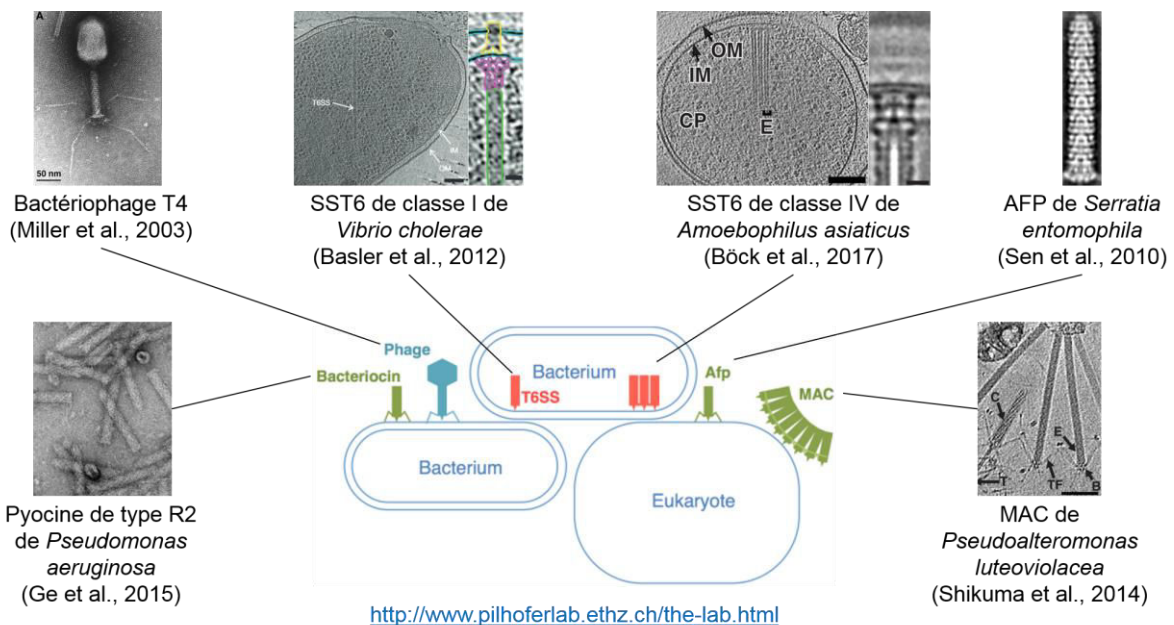 A
50 nm
Bactériophage T4
(Miller et al., 2003)
T6SS
IM
OM
SST6 de classe I de
Vibrio cholerae
(Basler et al., 2012)
OM
IM
CP
E
SST6 de classe IV de
Amoebophilus asiaticus
(Böck et al., 2017)
AFP de Serratia
entomophila
(Sen et al., 2010)
Pyocine de type R2
de Pseudomonas
aeruginosa
(Ge et al., 2015)
Phage
Bacteriocin
Bacterium
T6SS
Afp
MAC
Bacterium
Eukaryote
C
E
T
TF
B
MAC de
Pseudoalteromonas
luteoviolacea
(Shikuma et al., 2014)
http://www.pilhoferlab.ethz.ch/the-lab.html